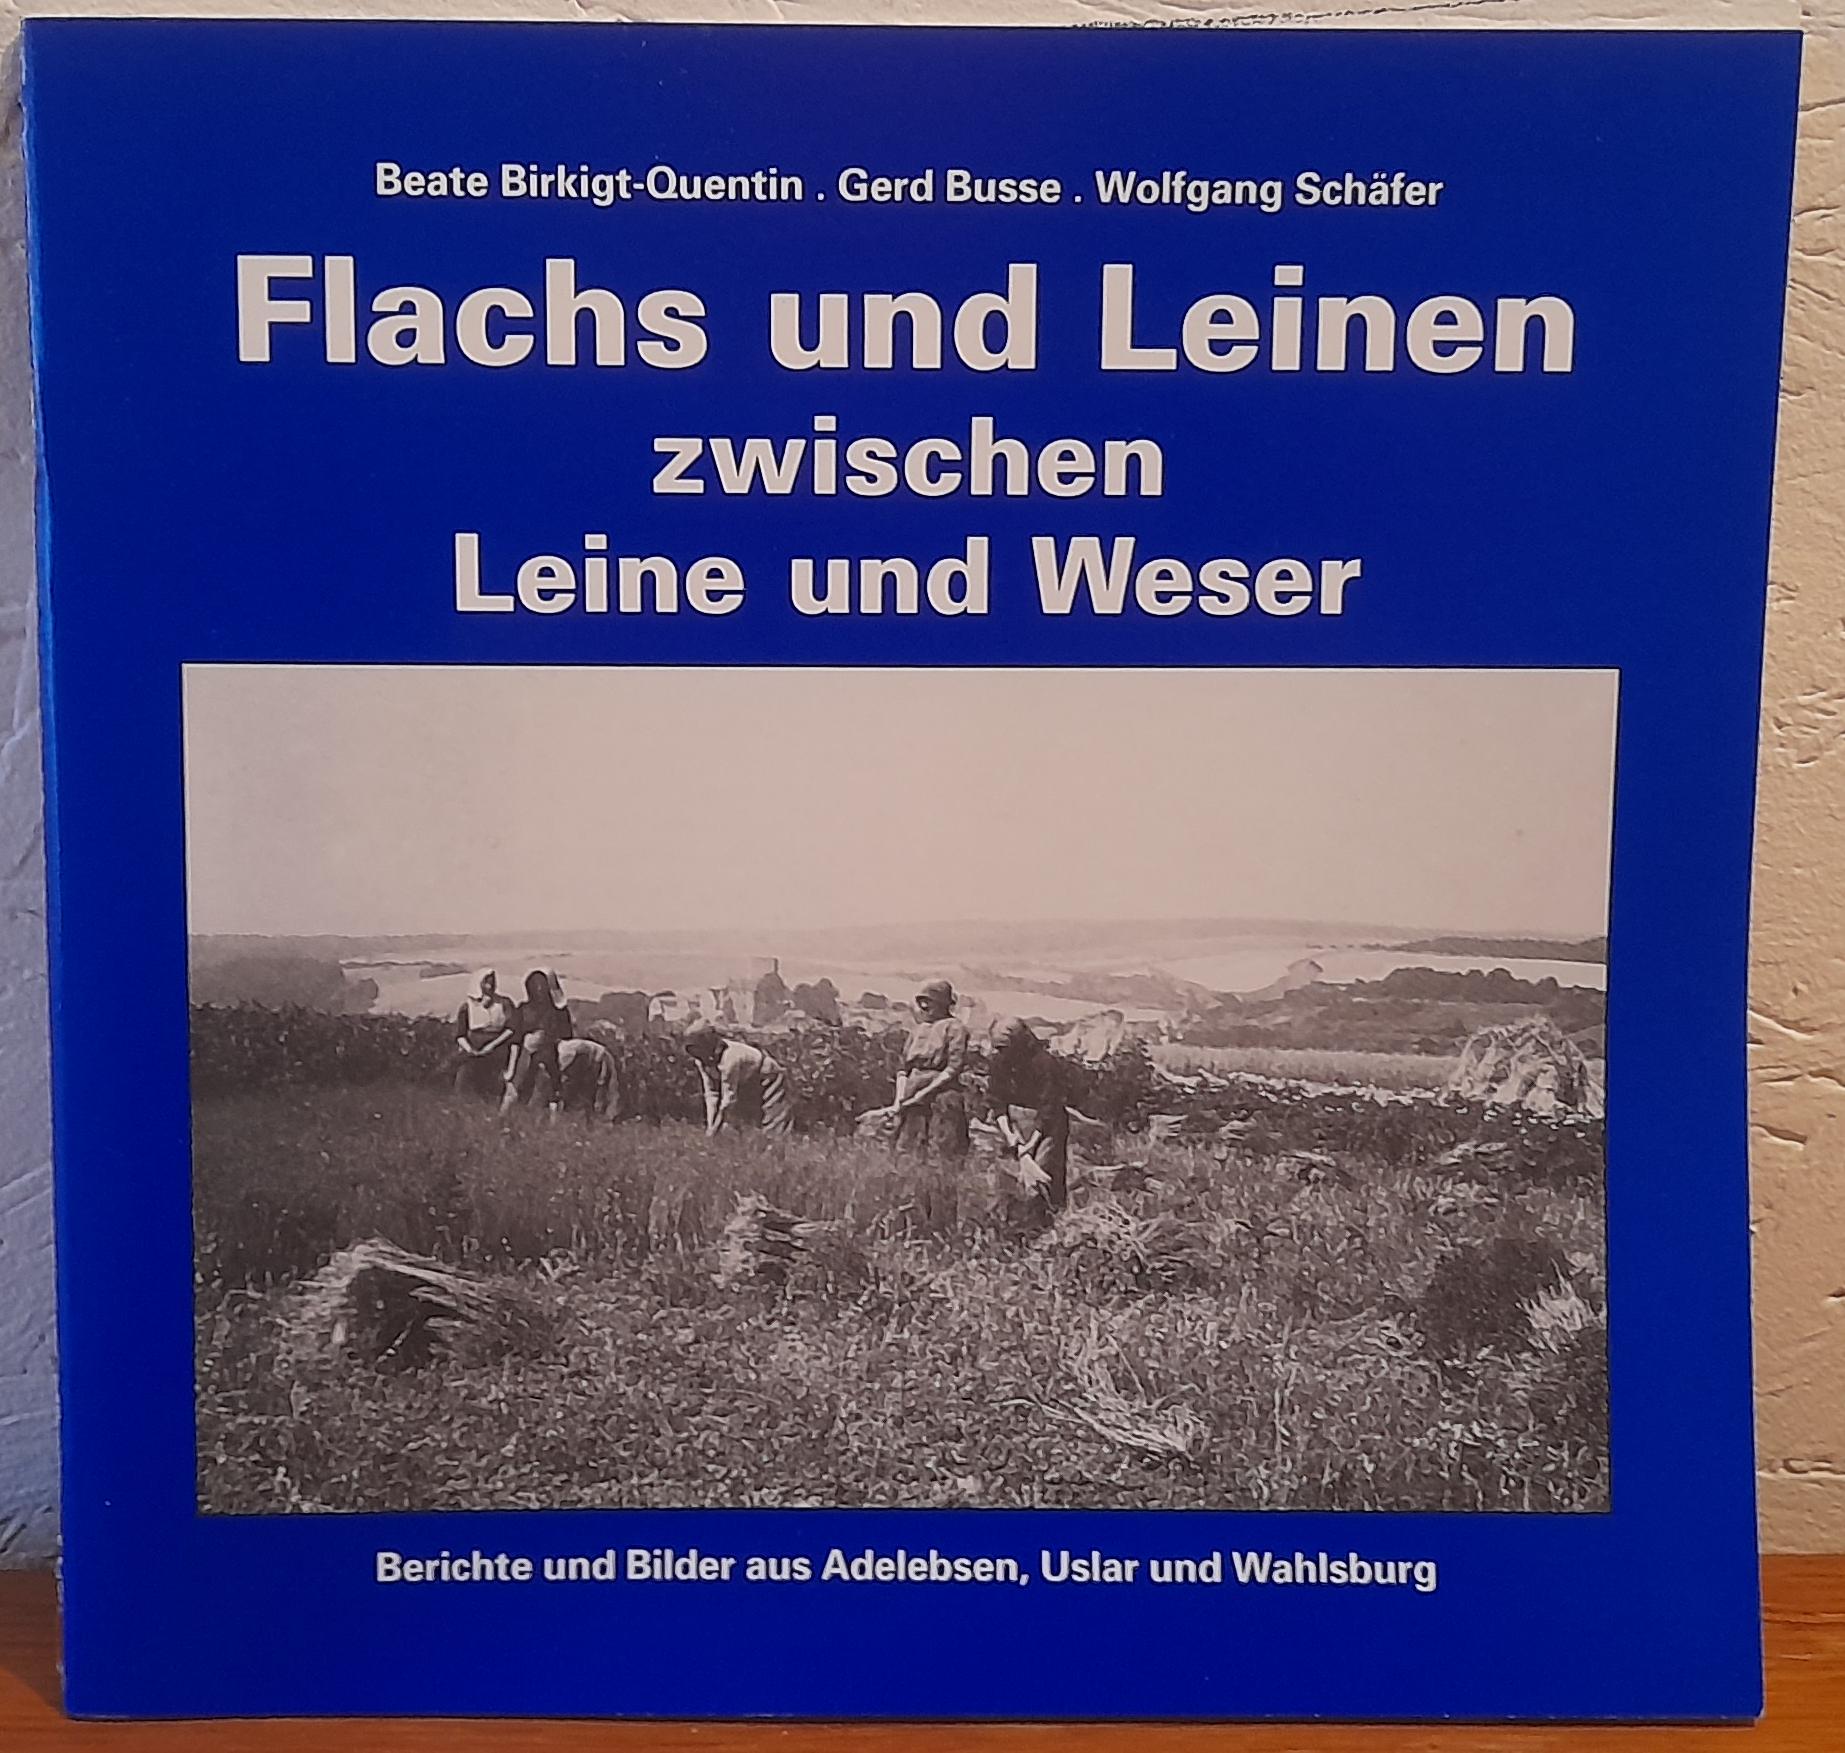 Beate Birkigt-Quentin . Gerd Busse . Wolfgang Schäfer
Flachs und Leinen
zwischen
Leine und Weser
Berichte und Bilder aus Adelebsen, Uslar und Wahlsburg